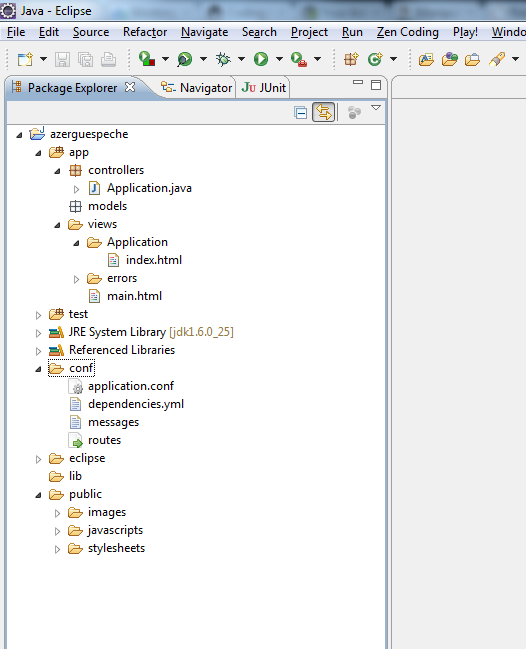 Java - Eclipse
File Edit Source Refactor Navigate Search Project Run Zen Coding Play! Windo
Package Explorer Navigator JU JUnit
azerguespeche
app
controllers
Application.java
models
views
Application
index.html
errors
main.html
test
JRE System Library [jdk1.6.0_25]
Referenced Libraries
conf
application.conf
dependencies.yml
messages
routes
eclipse
lib
public
images
javascripts
stylesheets